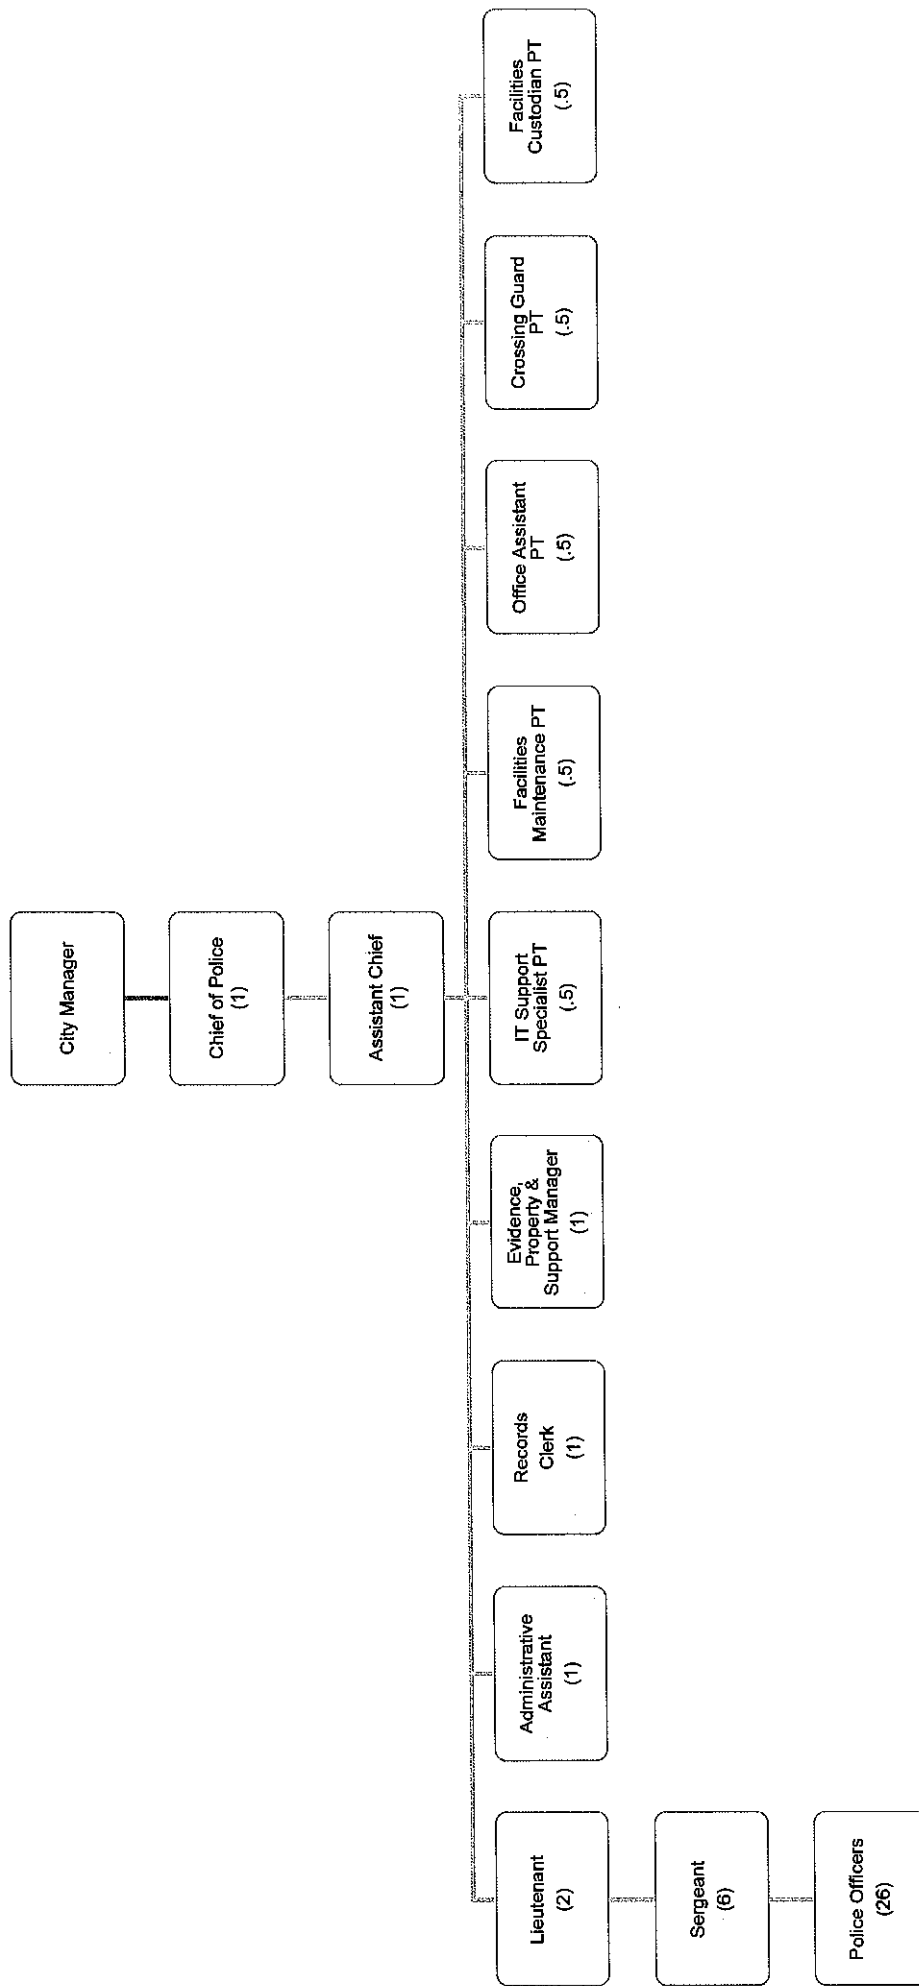 City Manager
Chief of Police
(1)
Assistant Chief
(1)
Lieutenant
(2)
Administrative
Assistant
(1)
Records
Clerk
(1)
Evidence,
Property &
Support Manager
(1)
IT Support
Specialist PT
(.5)
Facilities
Maintenance PT
(.5)
Office Assistant
PT
(.5)
Crossing Guard
PT
(.5)
Facilities
Custodian PT
(.5)
Sergeant
(6)
Police Officers
(26)